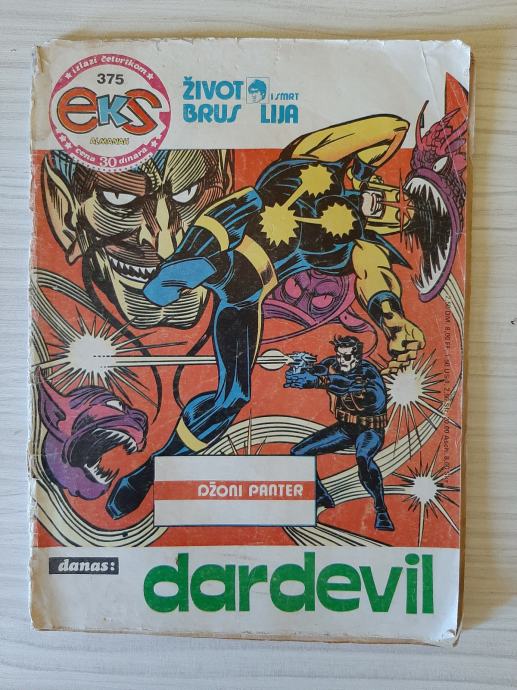 izlazi četvrtkom
375
eks
ALMANAH
cena 30 dinara
ŽIVOT I SMRT
BRUS LIJA
DŽONI PANTER
danas:
dardevil